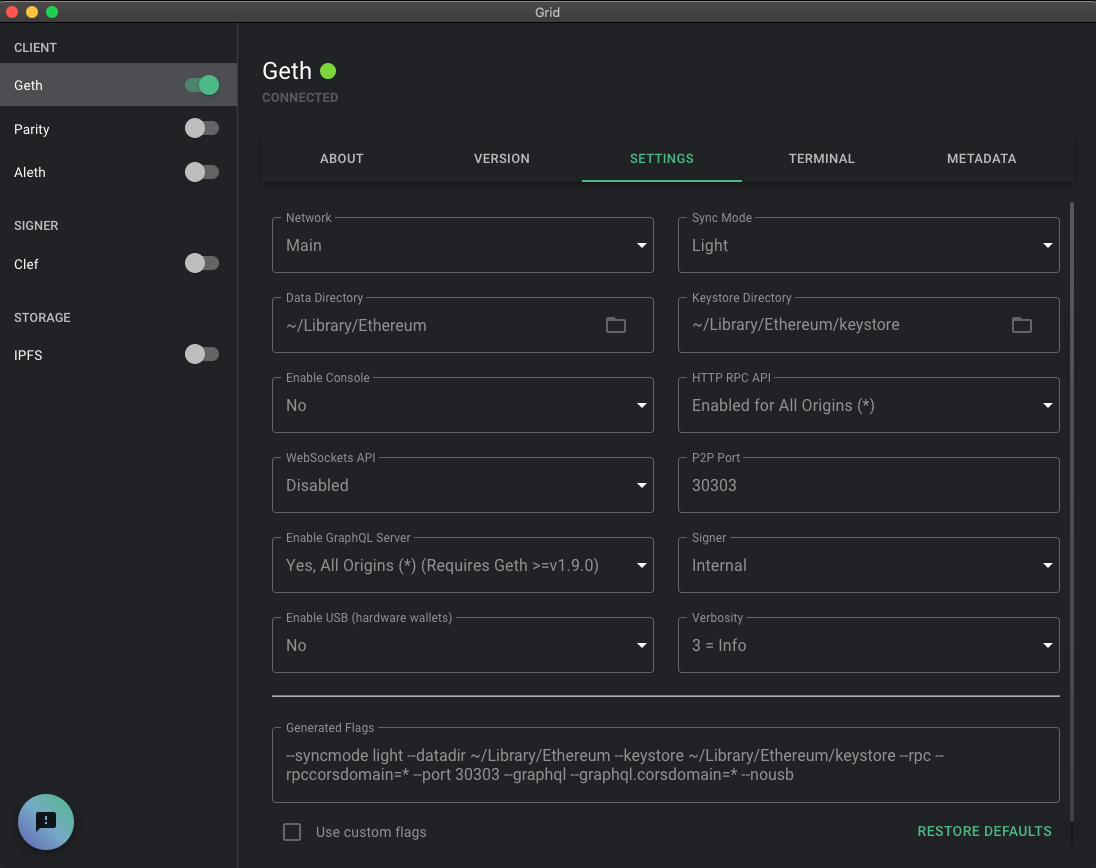 Grid
CLIENT
Geth
Parity
Aleth
SIGNER
Clef
STORAGE
IPFS
Geth
CONNECTED
ABOUT VERSION SETTINGS TERMINAL METADATA
Network
Main
Sync Mode
Light
Data Directory
~/Library/Ethereum
Keystore Directory
~/Library/Ethereum/keystore
Enable Console
No
HTTP RPC API
Enabled for All Origins (*)
WebSockets API
Disabled
P2P Port
30303
Enable GraphQL Server
Yes, All Origins (*) (Requires Geth >=v1.9.0)
Signer
Internal
Enable USB (hardware wallets)
No
Verbosity
3 = Info
Generated Flags
--syncmode light --datadir ~/Library/Ethereum --keystore ~/Library/Ethereum/keystore --rpc --
rpccorsdomain=* --port 30303 --graphql --graphql.corsdomain=* --nousb
Use custom flags
RESTORE DEFAULTS